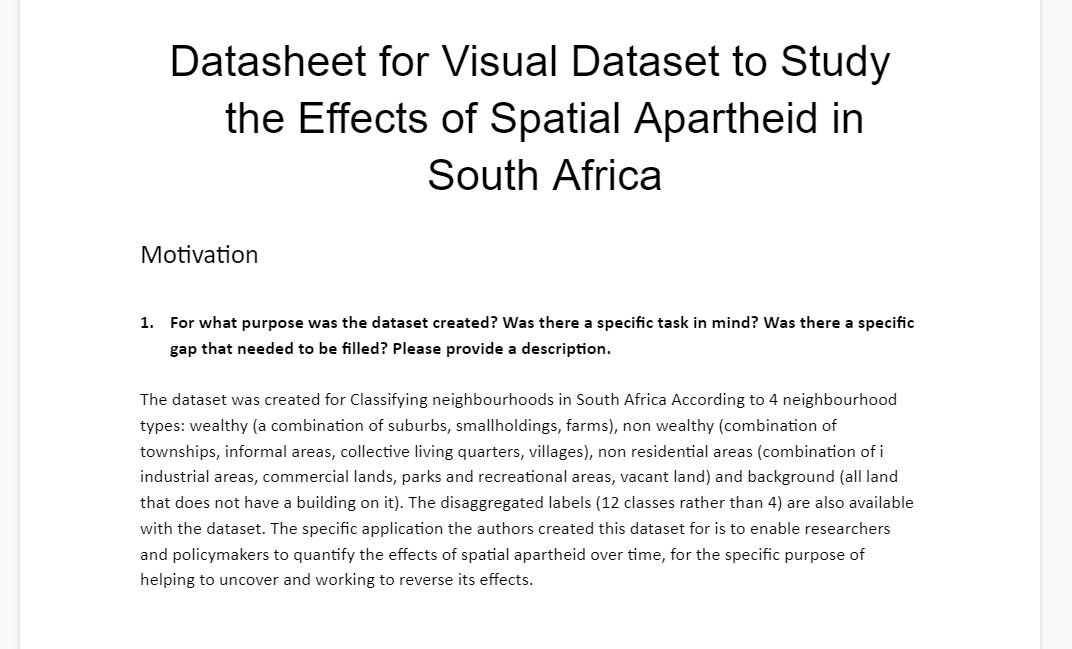 Datasheet for Visual Dataset to Study
the Effects of Spatial Apartheid in
South Africa
Motivation
1. For what purpose was the dataset created? Was there a specific task in mind? Was there a specific
gap that needed to be filled? Please provide a description.
The dataset was created for Classifying neighbourhoods in South Africa According to 4 neighbourhood
types: wealthy (a combination of suburbs, smallholdings, farms), non wealthy (combination of
townships, informal areas, collective living quarters, villages), non residential areas (combination of i
industrial areas, commercial lands, parks and recreational areas, vacant land) and background (all land
that does not have a building on it). The disaggregated labels (12 classes rather than 4) are also available
with the dataset. The specific application the authors created this dataset for is to enable researchers
and policymakers to quantify the effects of spatial apartheid over time, for the specific purpose of
helping to uncover and working to reverse its effects.